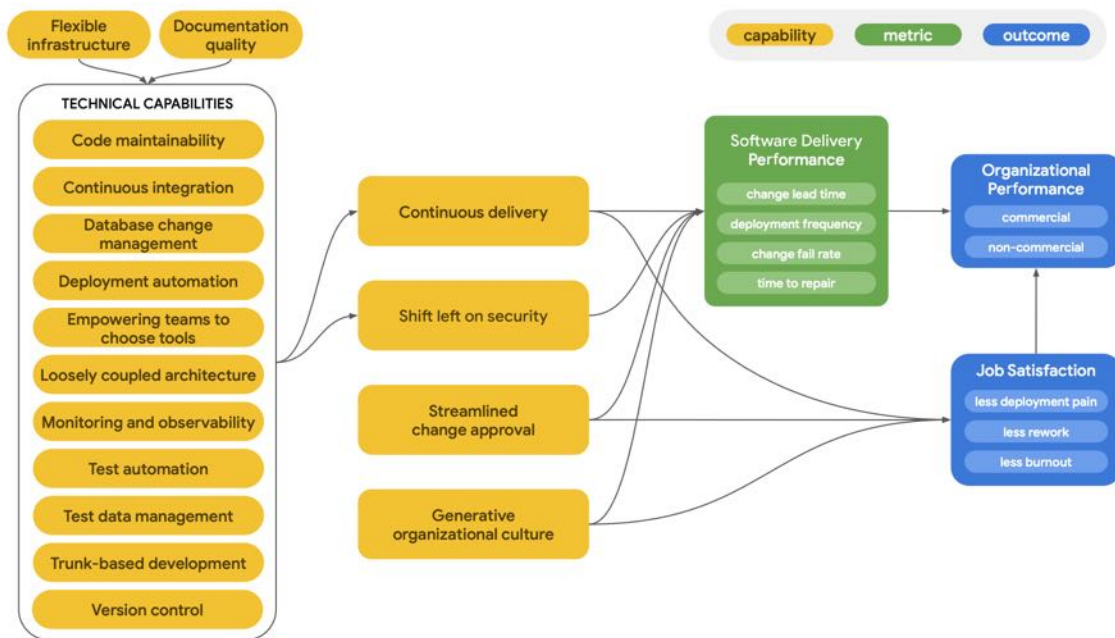 Flexible
infrastructure
Documentation
quality
capability
metric
outcome
TECHNICAL CAPABILITIES
Code maintainability
Continuous integration
Database change
management
Deployment automation
Empowering teams to
choose tools
Loosely coupled architecture
Monitoring and observability
Test automation
Test data management
Trunk-based development
Version control
Continuous delivery
Shift left on security
Streamlined
change approval
Generative
organizational culture
Software Delivery
Performance
change lead time
deployment frequency
change fail rate
time to repair
Organizational
Performance
commercial
non-commercial
Job Satisfaction
less deployment pain
less rework
less burnout